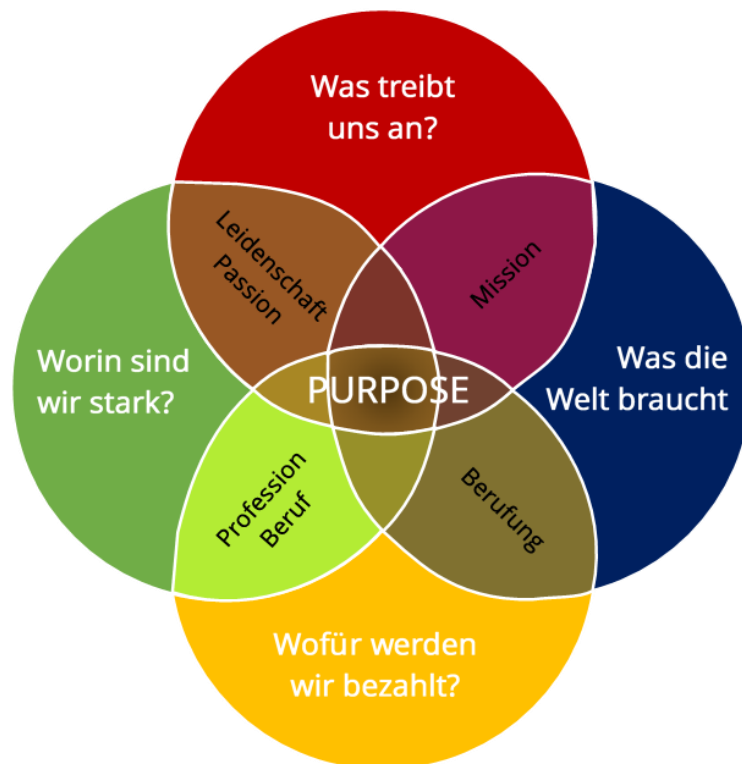 Was treibt
uns an?
Leidenschaft
Passion
Mission
Worin sind
wir stark?
PURPOSE
Was die
Welt braucht
Profession
Beruf
Berufung
Wofür werden
wir bezahlt?